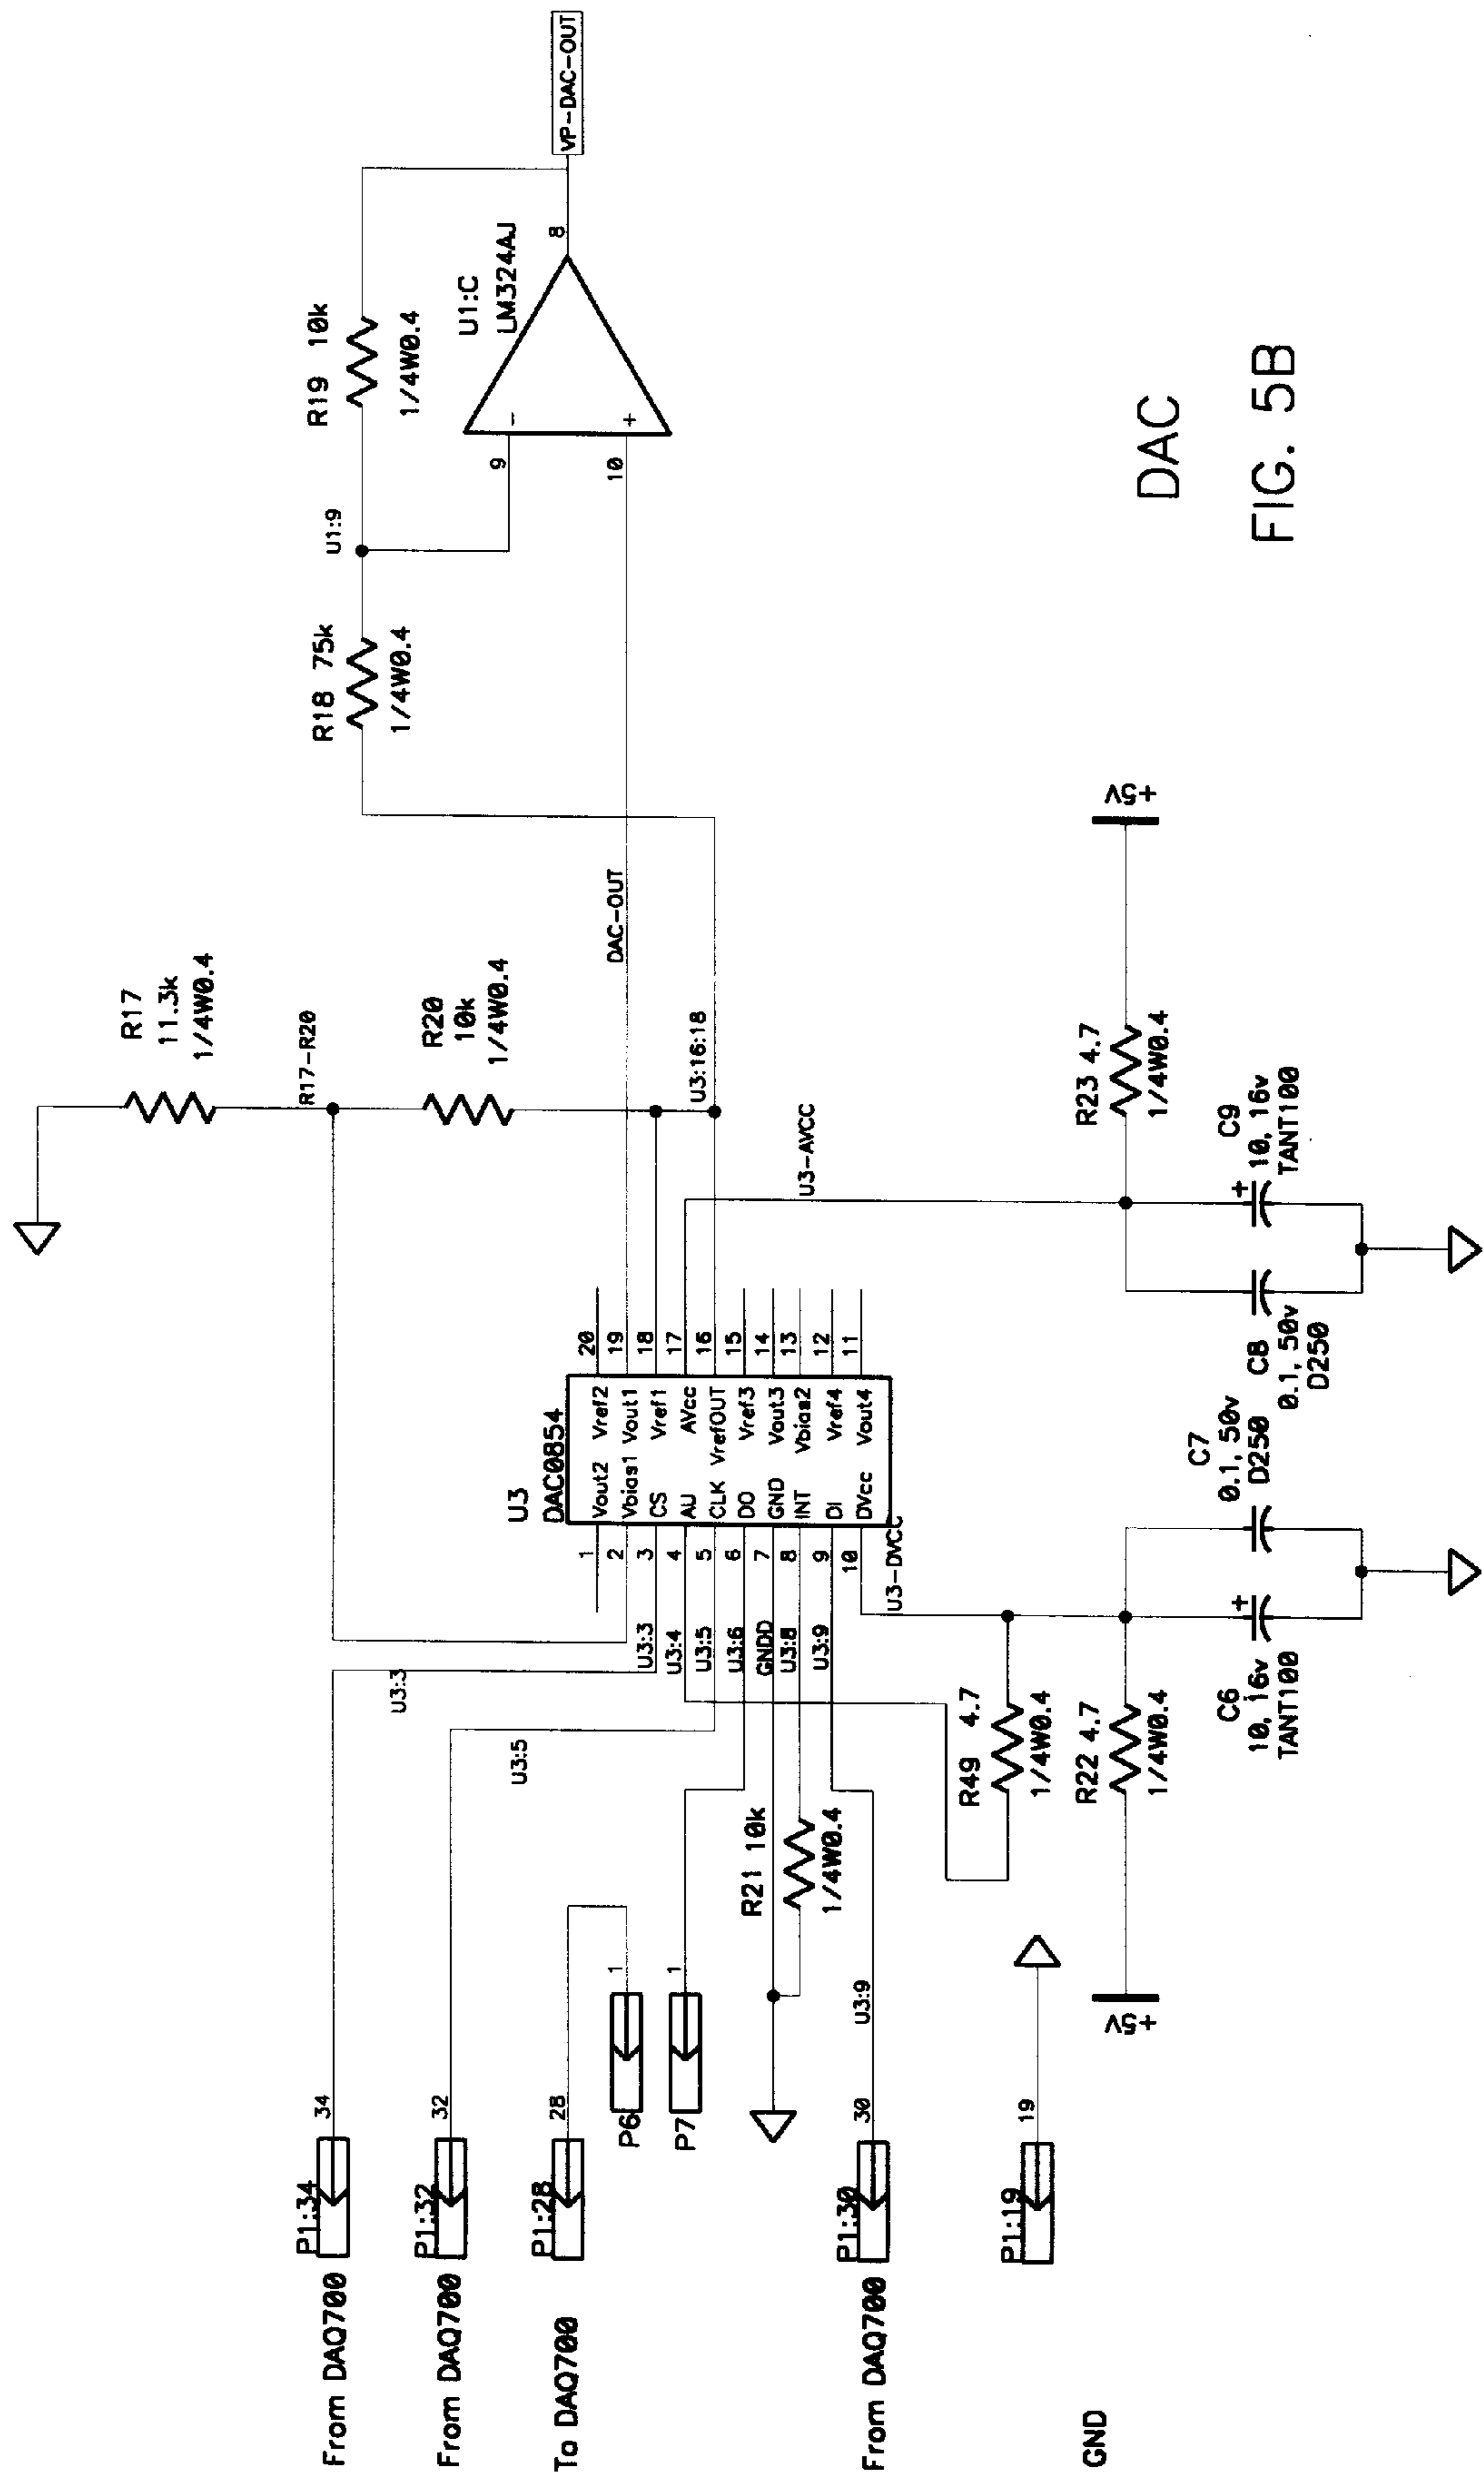 From DAQ700
P1:34
34
U3:3
From DAQ700
P1:32
32
U3:5
To DAQ700
P1:28
28
P6
1
P7
1
From DAQ700
P1:30
30
U3:9
GND
P1:19
19
R17
11.3k
1/4W0.4
R17-R20
R20
10k
1/4W0.4
U3
DAC0854
1
Vout2
Vref2
20
2
Vbias1
Vout1
19
U3:3
3
CS
Vref1
18
U3:4
4
AU
AVcc
17
U3:5
5
CLK
VrefOUT
16
U3:6
6
DO
Vref3
15
GNDD
7
GND
Vout3
14
U3:8
8
INT
Vbias2
13
U3:9
9
DI
Vref4
12
10
DVcc
Vout4
11
U3-DVCC
DAC-OUT
U3:16:18
U3-AVCC
R21 10k
1/4W0.4
R49 4.7
1/4W0.4
+5V
R22 4.7
1/4W0.4
C6
10, 16v
TANT100
+
C7
0.1, 50v
D250
C8
0.1, 50v
D250
+
C9
10, 16v
TANT100
R23 4.7
1/4W0.4
+5V
R18 75k
1/4W0.4
U1:9
R19 10k
1/4W0.4
U1:C
LM324AJ
9
-
10
+
8
VP-DAC-OUT
DAC
FIG. 5B